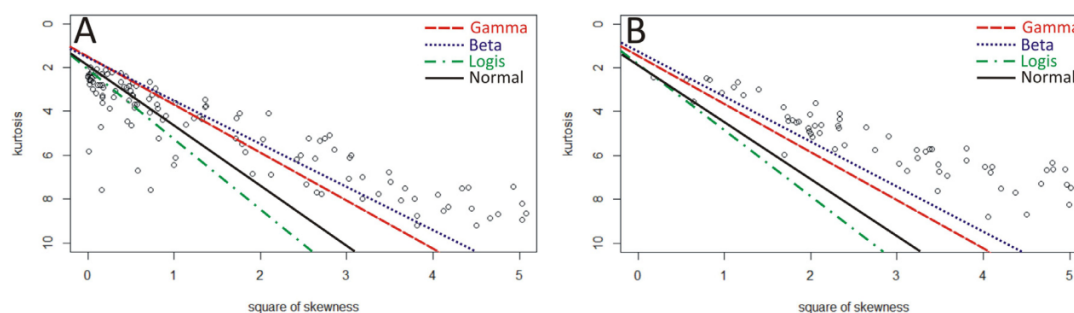 A
Gamma
Beta
Logis
Normal
0
2
4
6
8
10
kurtosis
0 1 2 3 4 5
square of skewness
B
Gamma
Beta
Logis
Normal
0
2
4
6
8
10
kurtosis
0 1 2 3 4 5
square of skewness